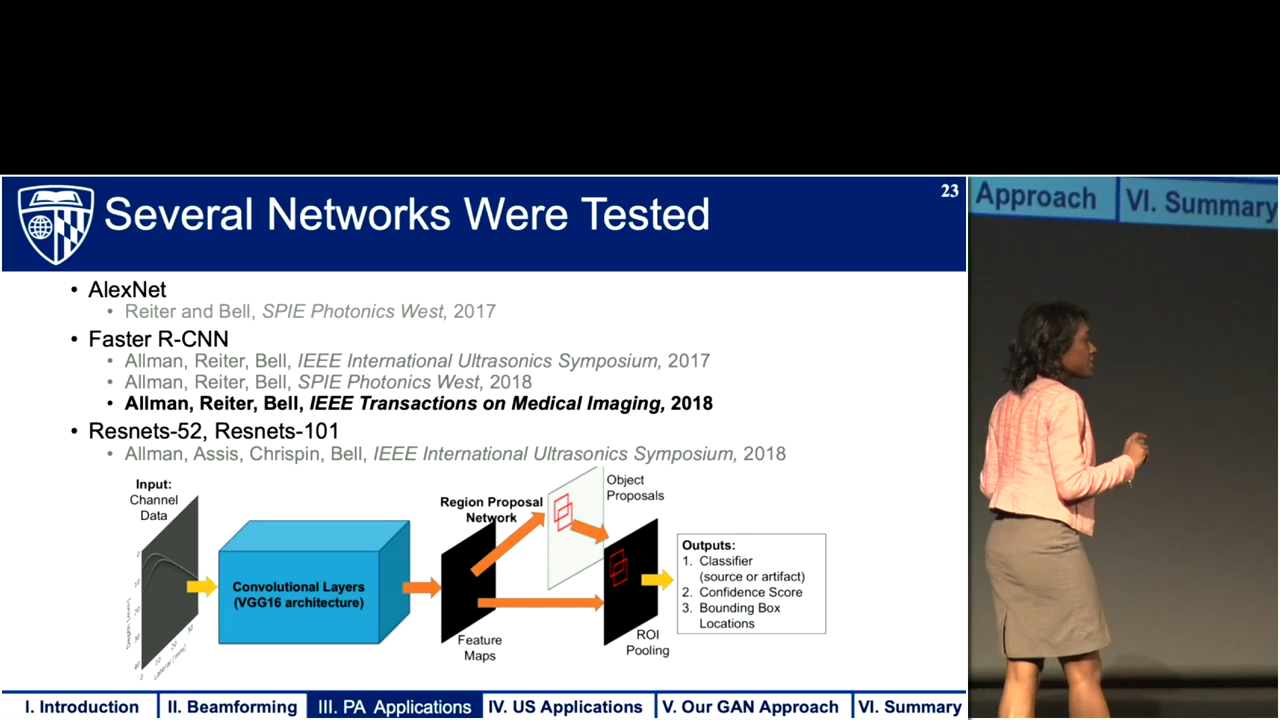 Several Networks Were Tested
23
• AlexNet
• Reiter and Bell, SPIE Photonics West, 2017
• Faster R-CNN
• Allman, Reiter, Bell, IEEE International Ultrasonics Symposium, 2017
• Allman, Reiter, Bell, SPIE Photonics West, 2018
• Allman, Reiter, Bell, IEEE Transactions on Medical Imaging, 2018
• Resnets-52, Resnets-101
• Allman, Assis, Chrispin, Bell, IEEE International Ultrasonics Symposium, 2018
Input:
Channel
Data
Convolutional Layers
(VGG16 architecture)
Region Proposal
Network
Feature
Maps
Object
Proposals
ROI
Pooling
Outputs:
1. Classifier
(source or artifact)
2. Confidence Score
3. Bounding Box
Locations
I. Introduction
II. Beamforming
III. PA Applications
IV. US Applications
V. Our GAN Approach
VI. Summary
Approach
VI. Summary